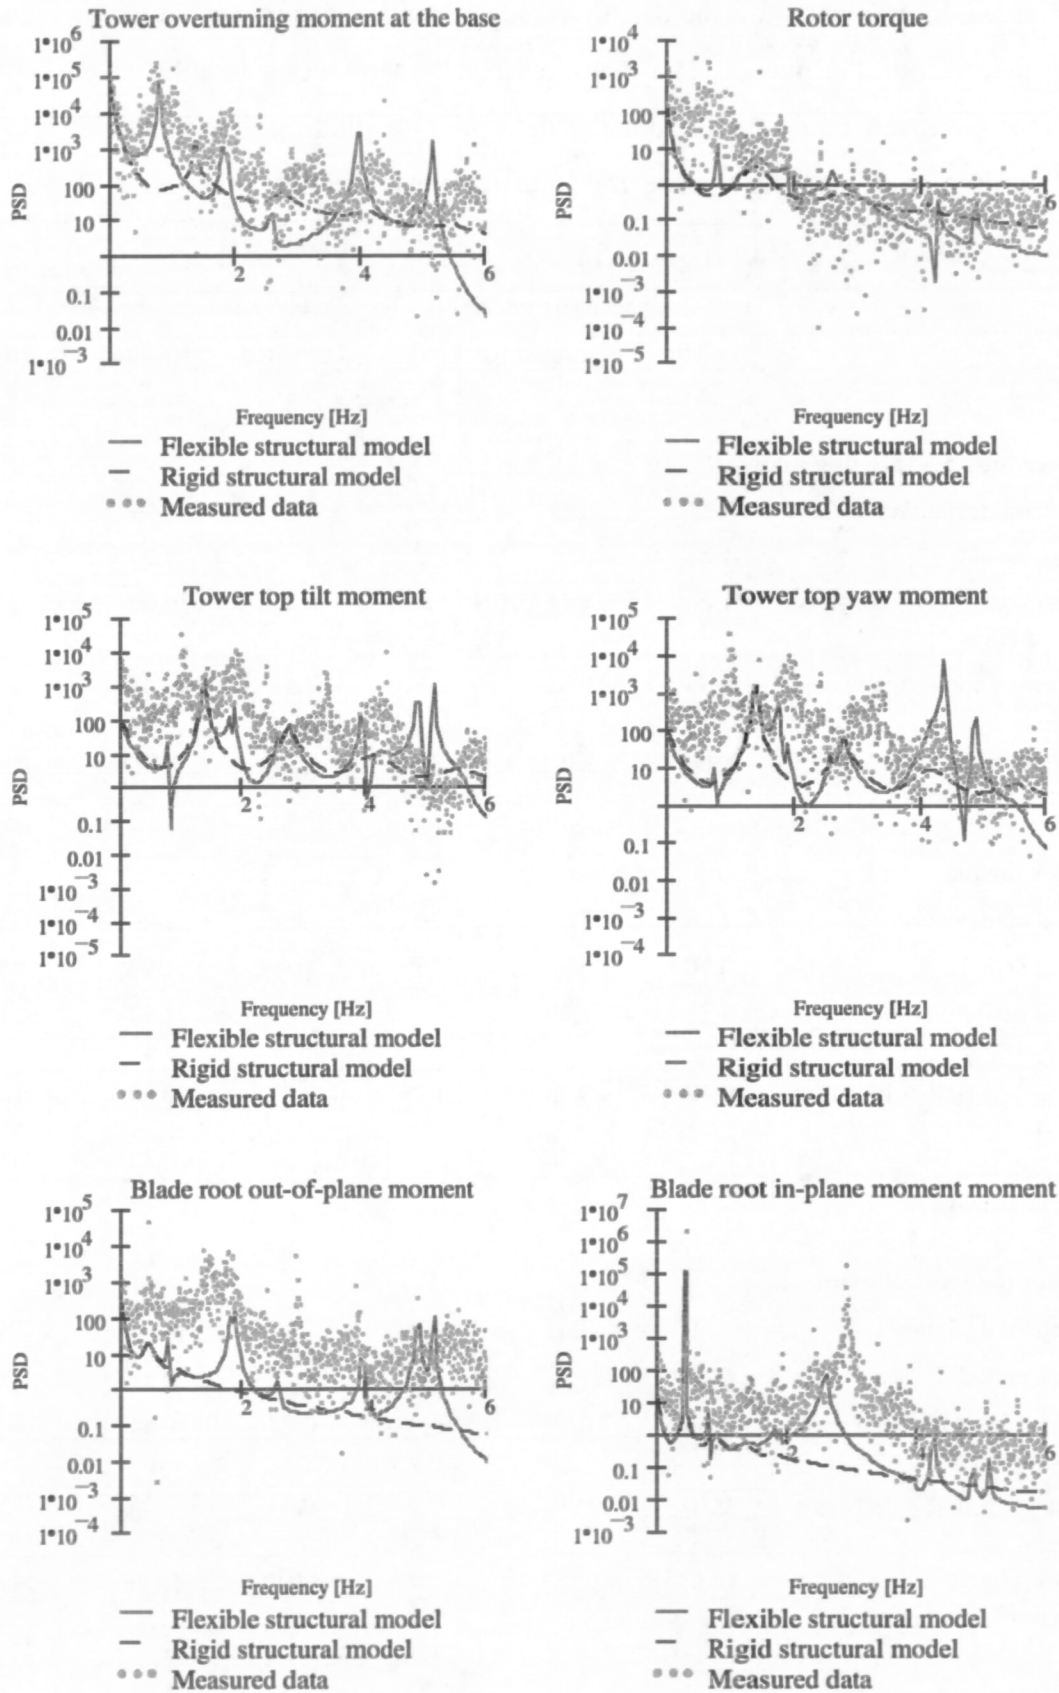 Tower overturning moment at the base
1•10^6
1•10^5
1•10^4
1•10^3
100
10
0.1
0.01
1•10^−3
PSD
2
4
6
Frequency [Hz]
Flexible structural model
Rigid structural model
Measured data
Rotor torque
1•10^4
1•10^3
100
10
0.1
0.01
1•10^−3
1•10^−4
1•10^−5
PSD
2
4
6
Frequency [Hz]
Flexible structural model
Rigid structural model
Measured data
Tower top tilt moment
1•10^5
1•10^4
1•10^3
100
10
0.1
0.01
1•10^−3
1•10^−4
1•10^−5
PSD
2
4
6
Frequency [Hz]
Flexible structural model
Rigid structural model
Measured data
Tower top yaw moment
1•10^5
1•10^4
1•10^3
100
10
0.1
0.01
1•10^−3
1•10^−4
PSD
2
4
6
Frequency [Hz]
Flexible structural model
Rigid structural model
Measured data
Blade root out-of-plane moment
1•10^5
1•10^4
1•10^3
100
10
0.1
0.01
1•10^−3
1•10^−4
PSD
2
4
6
Frequency [Hz]
Flexible structural model
Rigid structural model
Measured data
Blade root in-plane moment moment
1•10^7
1•10^6
1•10^5
1•10^4
1•10^3
100
10
0.1
0.01
1•10^−3
PSD
2
4
6
Frequency [Hz]
Flexible structural model
Rigid structural model
Measured data